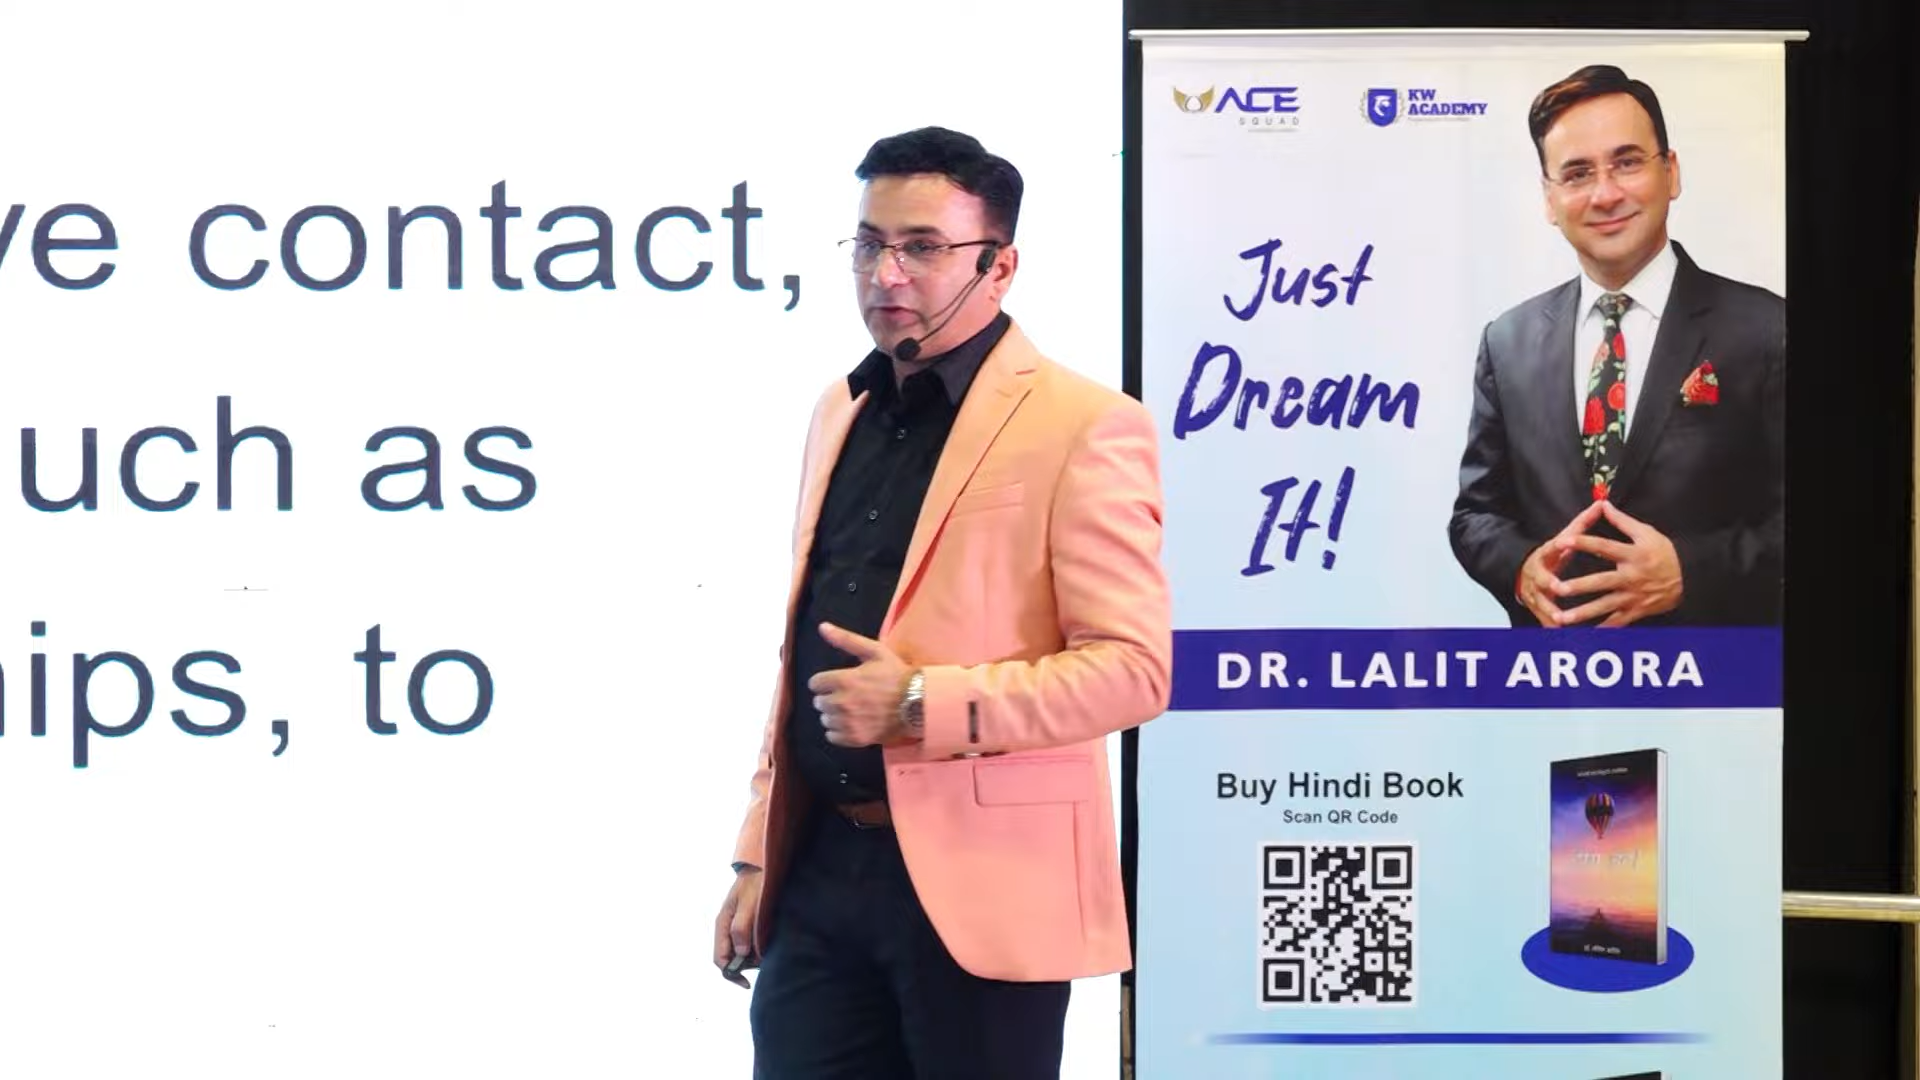 ve contact,
uch as
hips, to
ACE
SQUAD
KW
ACADEMY
Just
Dream
It!
DR. LALIT ARORA
Buy Hindi Book
Scan QR Code